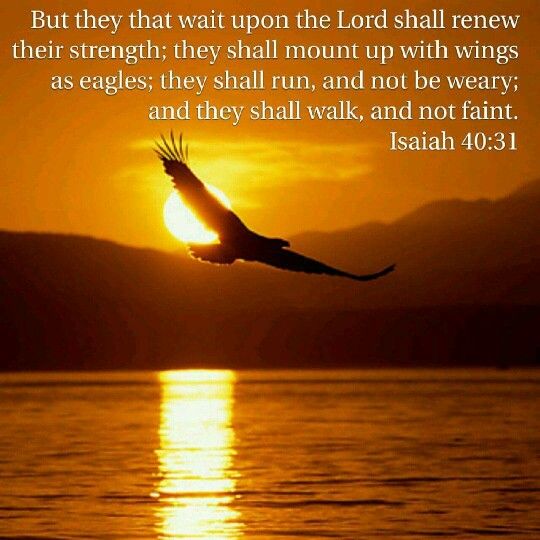 But they that wait upon the Lord shall renew
their strength; they shall mount up with wings
as eagles; they shall run, and not be weary;
and they shall walk, and not faint.
Isaiah 40:31